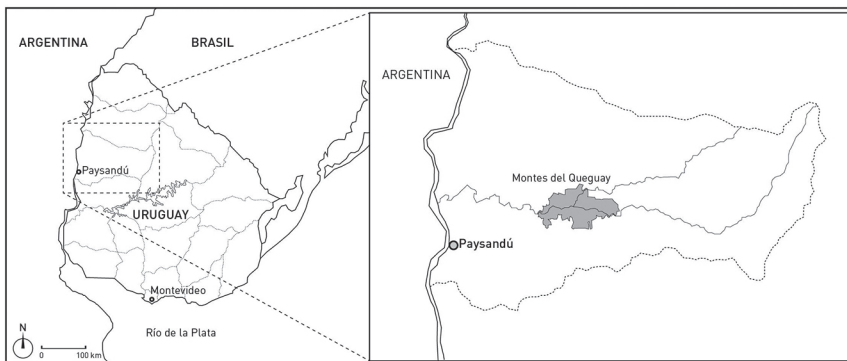 ARGENTINA
BRASIL
Paysandú
URUGUAY
Montevideo
Río de la Plata
N
0 100 km
ARGENTINA
Montes del Queguay
Paysandú